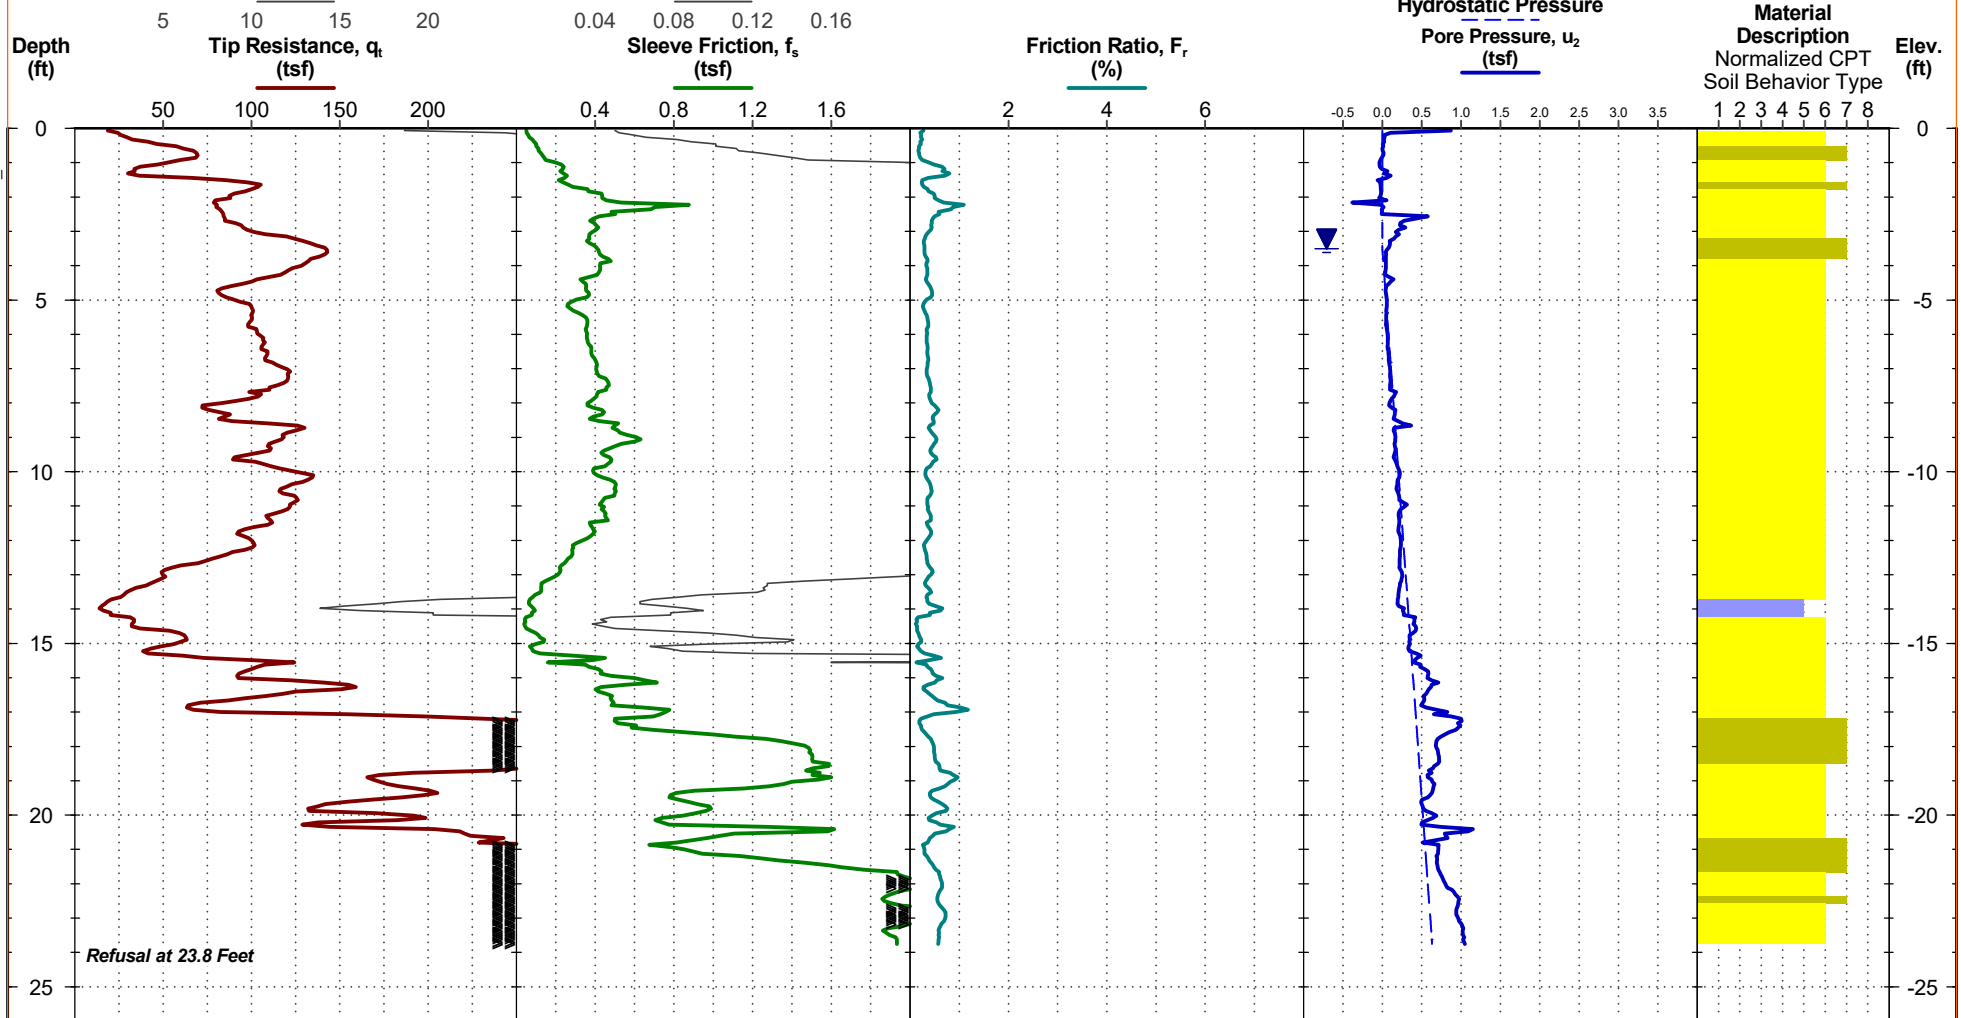 5 10 15 20 0.04 0.08 0.12 0.16
Hydrostatic Pressure
Depth
(ft)
Tip Resistance, qt
(tsf)
Sleeve Friction, fs
(tsf)
Friction Ratio, Fr
(%)
Pore Pressure, u2
(tsf)
Material
Description
Normalized CPT
Soil Behavior Type
Elev.
(ft)
50 100 150 200 0.4 0.8 1.2 1.6 2 4 6 -0.5 0.0 0.5 1.0 1.5 2.0 2.5 3.0 3.5 1 2 3 4 5 6 7 8
0 0
5 -5
10 -10
15 -15
20 -20
Refusal at 23.8 Feet
25 -25